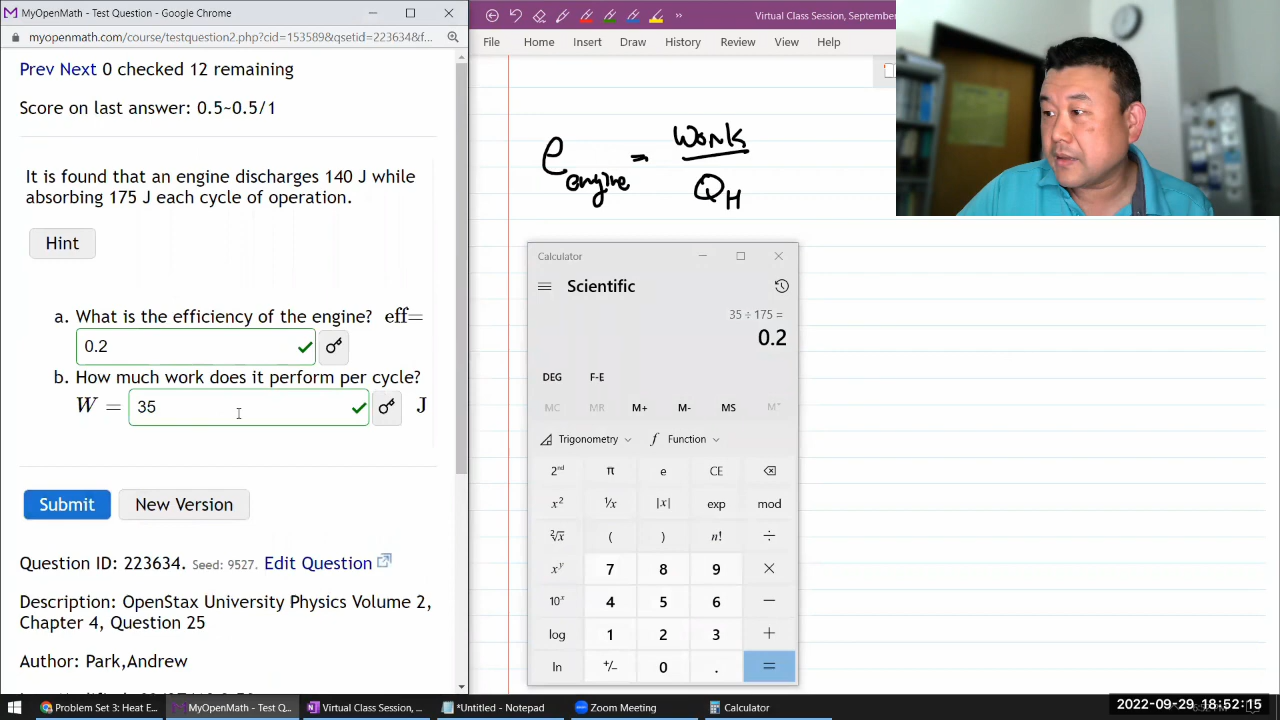 MyOpenMath - Test Question - Google Chrome
myopenmath.com/course/testquestion2.php?cid=153589&qsetid=223634&f...
Prev Next 0 checked 12 remaining
Score on last answer: 0.5~0.5/1
It is found that an engine discharges 140 J while
absorbing 175 J each cycle of operation.
Hint
a. What is the efficiency of the engine? eff=
0.2
b. How much work does it perform per cycle?
W = 35 J
Submit New Version
Question ID: 223634. Seed: 9527. Edit Question
Description: OpenStax University Physics Volume 2,
Chapter 4, Question 25
Author: Park,Andrew
Virtual Class Session, September
File Home Insert Draw History Review View Help
e engine = Work / QH
Calculator
Scientific
35 ÷ 175 =
0.2
DEG F-E
MC MR M+ M- MS M˅
Trigonometry f Function
2nd π e CE
x² ¹/x |x| exp mod
²√x ( ) n! ÷
xʸ 7 8 9 ×
10ˣ 4 5 6 −
log 1 2 3 +
ln +/− 0 . =
Problem Set 3: Heat E... MyOpenMath - Test Q... Virtual Class Session, ... *Untitled - Notepad Zoom Meeting Calculator
2022-09-29 18:52:15